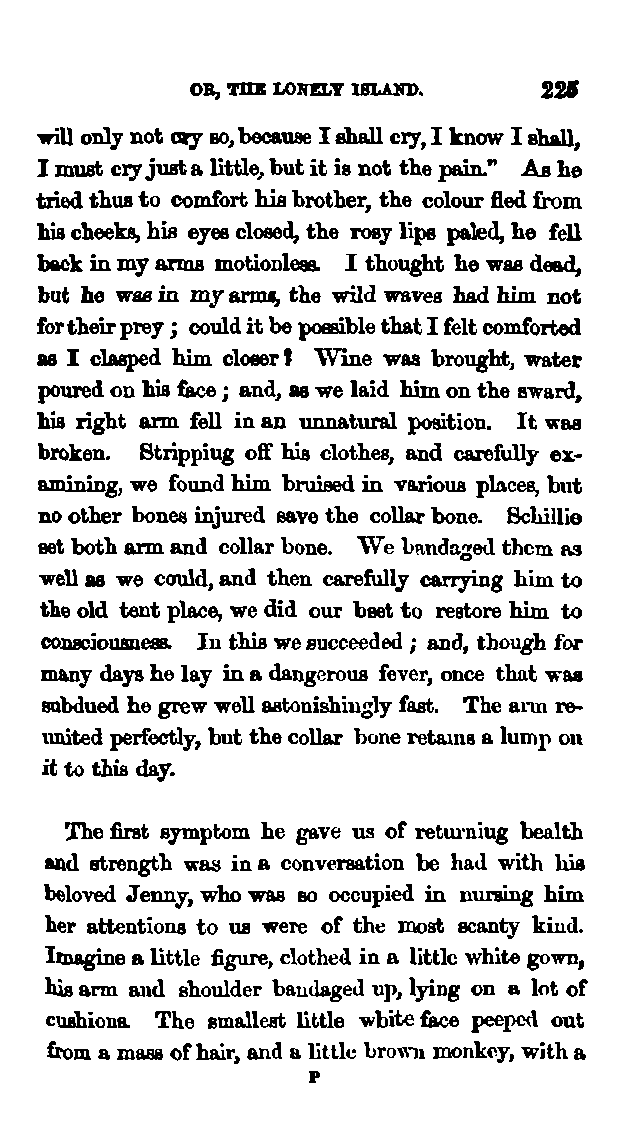 OR, THE LONELY ISLAND. 225
will only not cry so, because I shall cry, I know I shall,
I must cry just a little, but it is not the pain." As he
tried thus to comfort his brother, the colour fled from
his cheeks, his eyes closed, the rosy lips paled, he fell
back in my arms motionless. I thought he was dead,
but he was in my arms, the wild waves had him not
for their prey; could it be possible that I felt comforted
as I clasped him closer? Wine was brought, water
poured on his face; and, as we laid him on the sward,
his right arm fell in an unnatural position. It was
broken. Strippiug off his clothes, and carefully ex-
amining, we found him bruised in various places, but
no other bones injured save the collar bone. Schillie
set both arm and collar bone. We bandaged them as
well as we could, and then carefully carrying him to
the old tent place, we did our bset to restore him to
consciousness. In this we succeeded; and, though for
many days he lay in a dangerous fever, once that was
subdued he grew well astonishingly fast. The arm re-
united perfectly, but the collar bone retains a lump on
it to this day.
The first symptom he gave us of returniug health
and strength was in a conversation be had with his
beloved Jenny, who was so occupied in nursing him
her attentions to us were of the most scanty kind.
Imagine a little figure, clothed in a little white gown,
his arm and shoulder bandaged up, lying on a lot of
cushions. The smallest little white face peeped out
from a mass of hair, and a little brown monkey, with a
P